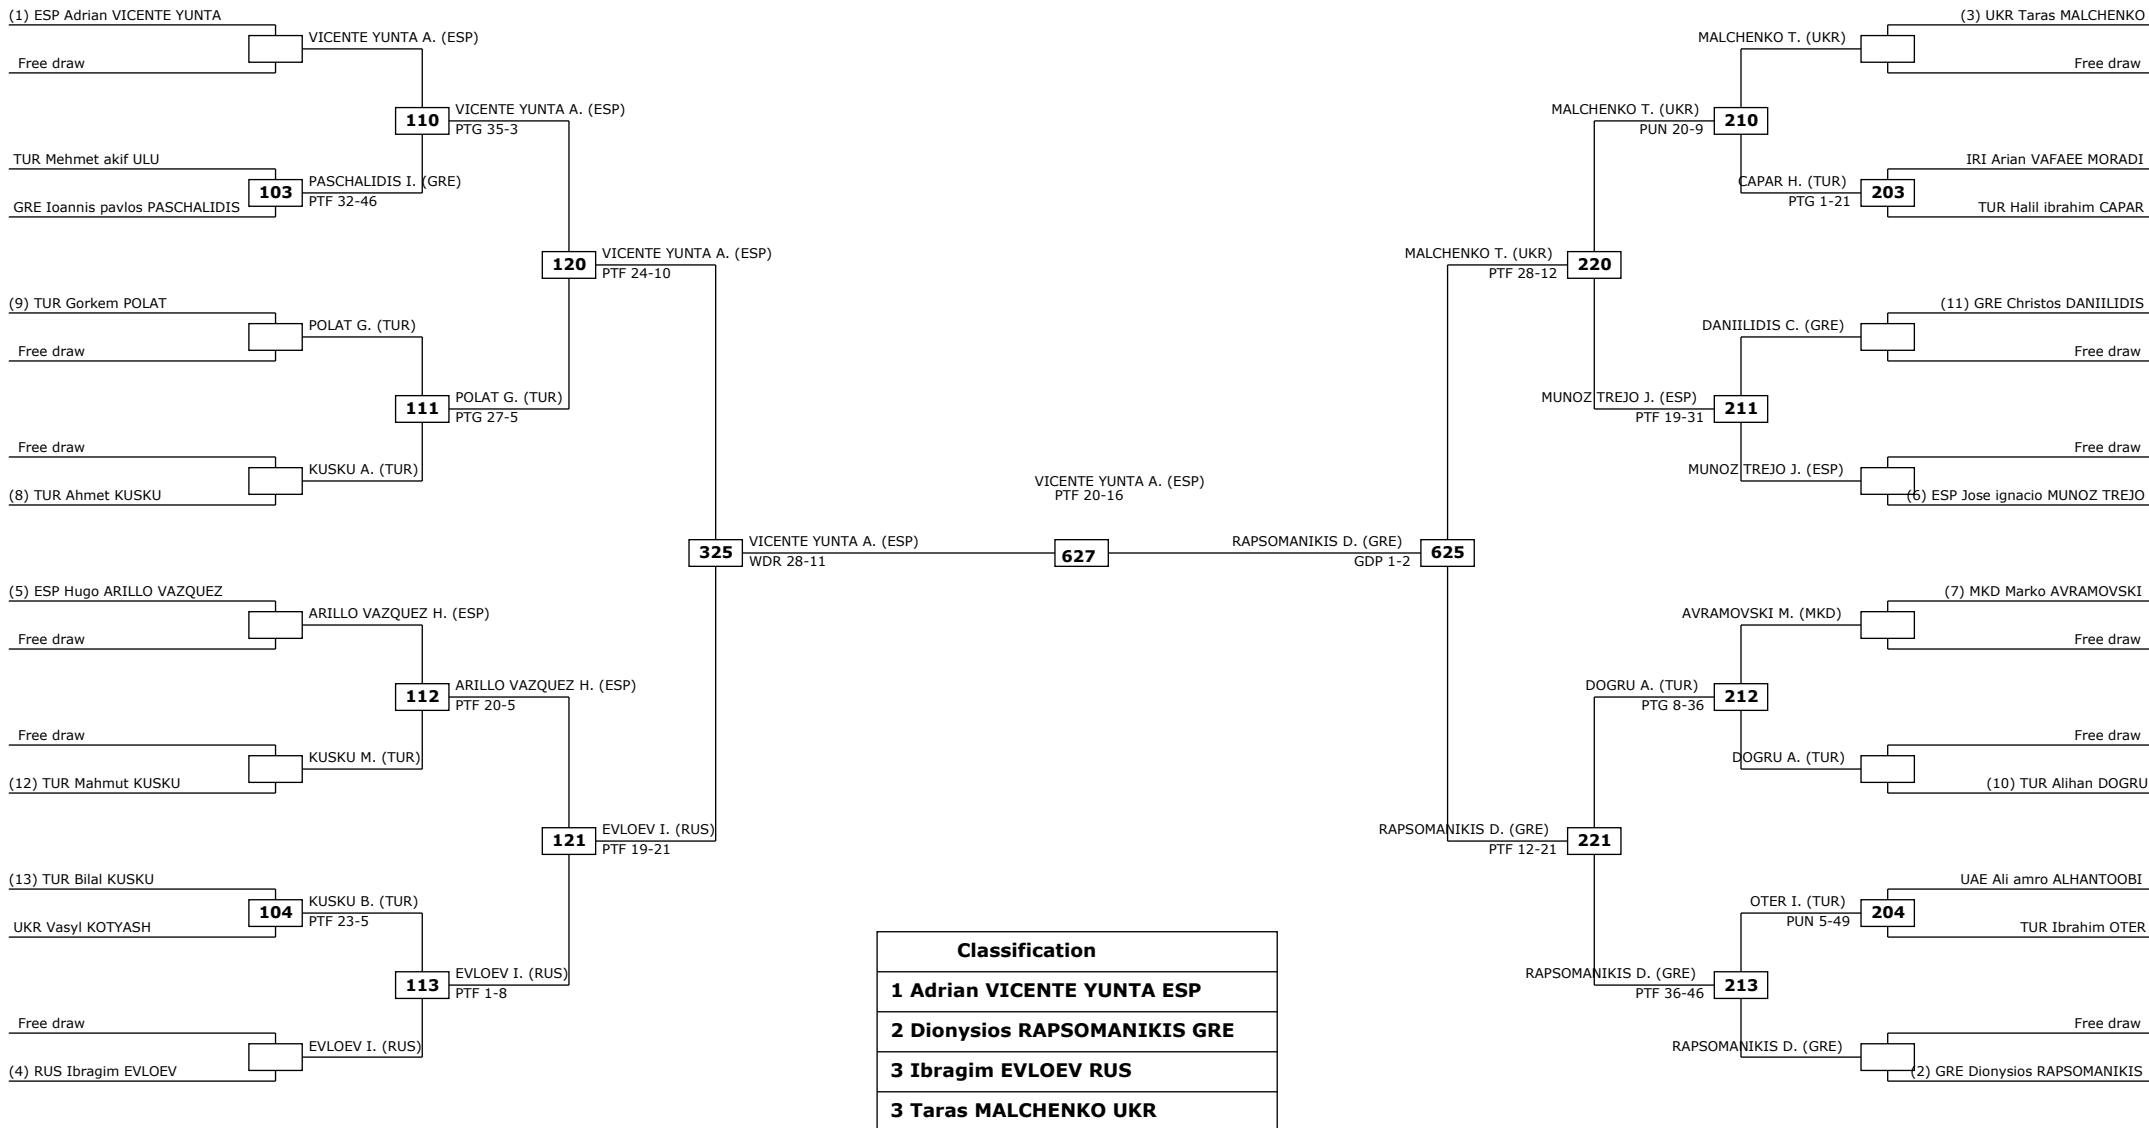 (1) ESP Adrian VICENTE YUNTA
VICENTE YUNTA A. (ESP)
Free draw
110
VICENTE YUNTA A. (ESP)
PTG 35-3
TUR Mehmet akif ULU
103
PASCHALIDIS I. (GRE)
PTF 32-46
GRE Ioannis pavlos PASCHALIDIS
120
VICENTE YUNTA A. (ESP)
PTF 24-10
(9) TUR Gorkem POLAT
POLAT G. (TUR)
Free draw
111
POLAT G. (TUR)
PTG 27-5
Free draw
KUSKU A. (TUR)
(8) TUR Ahmet KUSKU
325
VICENTE YUNTA A. (ESP)
WDR 28-11
(5) ESP Hugo ARILLO VAZQUEZ
ARILLO VAZQUEZ H. (ESP)
Free draw
112
ARILLO VAZQUEZ H. (ESP)
PTF 20-5
Free draw
KUSKU M. (TUR)
(12) TUR Mahmut KUSKU
121
EVLOEV I. (RUS)
PTF 19-21
(13) TUR Bilal KUSKU
104
KUSKU B. (TUR)
PTF 23-5
UKR Vasyl KOTYASH
113
EVLOEV I. (RUS)
PTF 1-8
Free draw
EVLOEV I. (RUS)
(4) RUS Ibragim EVLOEV
VICENTE YUNTA A. (ESP)
PTF 20-16
627
(3) UKR Taras MALCHENKO
MALCHENKO T. (UKR)
Free draw
MALCHENKO T. (UKR)
PUN 20-9
210
IRI Arian VAFAEE MORADI
CAPAR H. (TUR)
PTG 1-21
203
TUR Halil ibrahim CAPAR
MALCHENKO T. (UKR)
PTF 28-12
220
(11) GRE Christos DANIILIDIS
DANIILIDIS C. (GRE)
Free draw
MUNOZ TREJO J. (ESP)
PTF 19-31
211
Free draw
MUNOZ TREJO J. (ESP)
(6) ESP Jose ignacio MUNOZ TREJO
RAPSOMANIKIS D. (GRE)
GDP 1-2
625
(7) MKD Marko AVRAMOVSKI
AVRAMOVSKI M. (MKD)
Free draw
DOGRU A. (TUR)
PTG 8-36
212
Free draw
DOGRU A. (TUR)
(10) TUR Alihan DOGRU
RAPSOMANIKIS D. (GRE)
PTF 12-21
221
UAE Ali amro ALHANTOOBI
OTER I. (TUR)
PUN 5-49
204
TUR Ibrahim OTER
RAPSOMANIKIS D. (GRE)
PTF 36-46
213
Free draw
RAPSOMANIKIS D. (GRE)
(2) GRE Dionysios RAPSOMANIKIS
Classification
1 Adrian VICENTE YUNTA ESP
2 Dionysios RAPSOMANIKIS GRE
3 Ibragim EVLOEV RUS
3 Taras MALCHENKO UKR